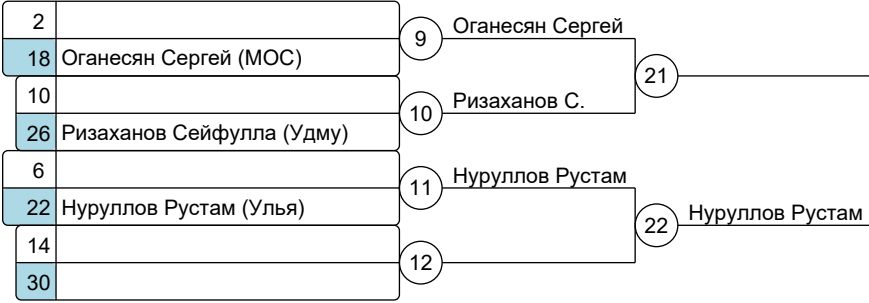 2
9
Оганесян Сергей
18 Оганесян Сергей (МОС)
21
10
10
Ризаханов С.
26 Ризаханов Сейфулла (Удму)
6
11
Нуруллов Рустам
22 Нуруллов Рустам (Улья)
22
Нуруллов Рустам
14
12
30